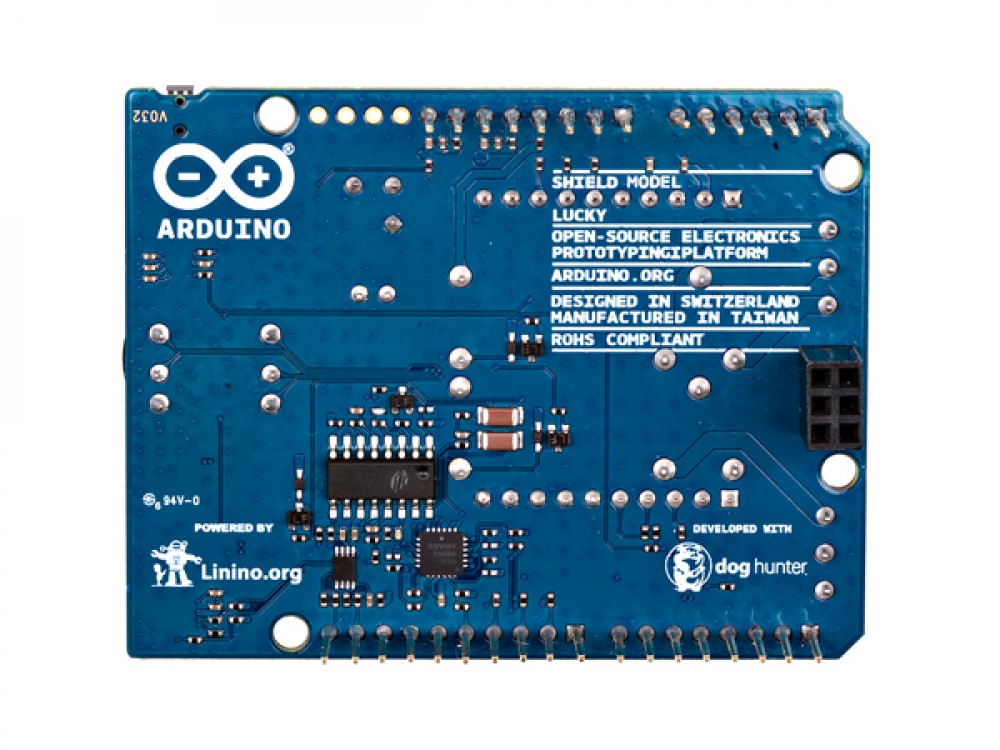 V032
®
ARDUINO
SHIELD MODEL
LUCKY
OPEN-SOURCE ELECTRONICS
PROTOTYPINGIPLATFORM
ARDUINO.ORG
DESIGNED IN SWITZERLAND
MANUFACTURED IN TAIWAN
ROHS COMPLIANT
94V-0
POWERED BY
Linino.org
DEVELOPED WITH
dog hunter